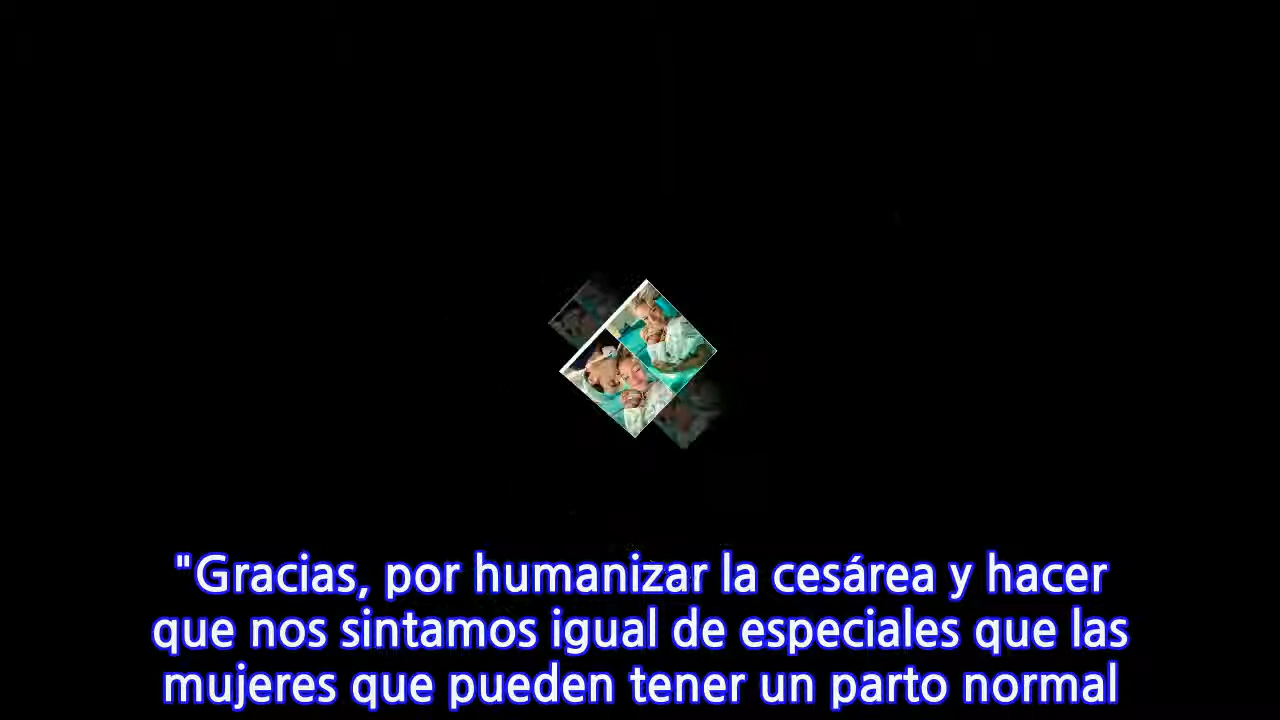 "Gracias, por humanizar la cesárea y hacer
que nos sintamos igual de especiales que las
mujeres que pueden tener un parto normal